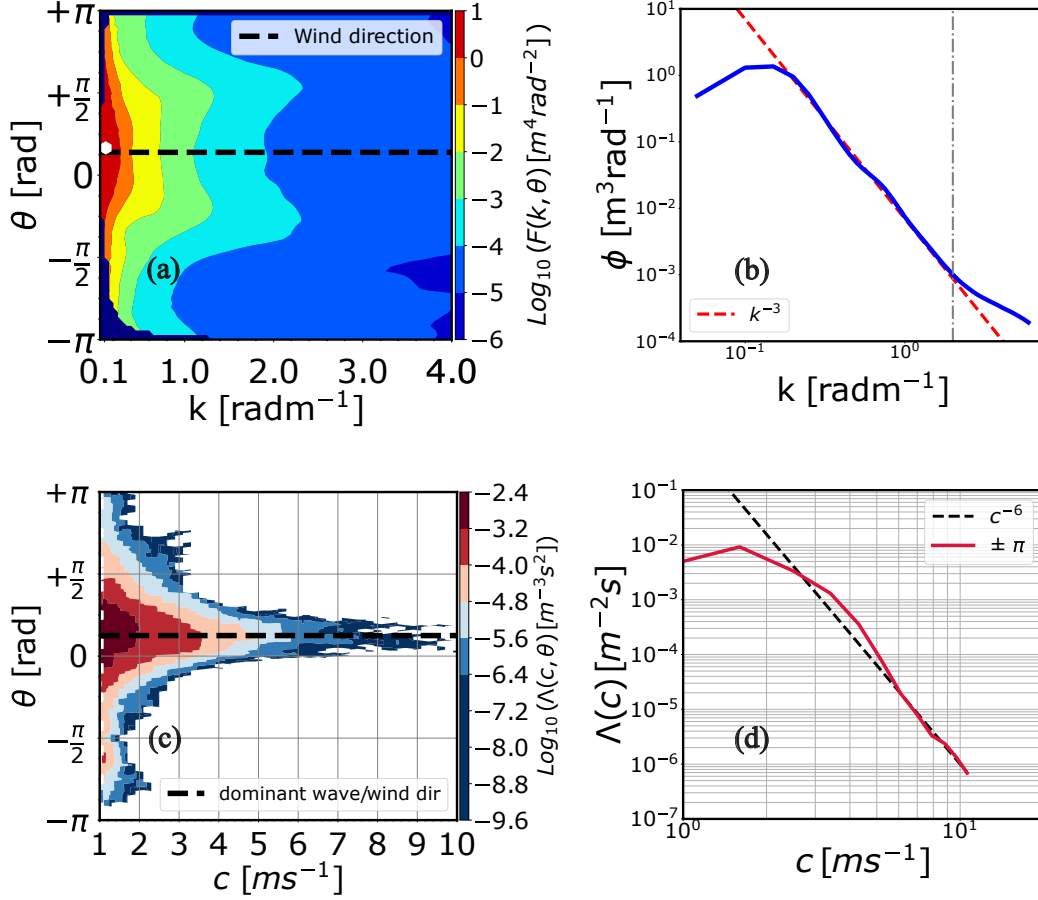 +π
+π/2
0
−π/2
−π
θ [rad]
Wind direction
(a)
0.1 1.0 2.0 3.0 4.0
k [radm⁻¹]
1
0
−1
−2
−3
−4
−5
−6
Log₁₀(F(k, θ) [m⁴rad⁻²])
10¹
10⁰
10⁻¹
10⁻²
10⁻³
10⁻⁴
ϕ [m³rad⁻¹]
(b)
k⁻³
10⁻¹ 10⁰
k [radm⁻¹]
+π
+π/2
0
−π/2
−π
θ [rad]
(c)
dominant wave/wind dir
1 2 3 4 5 6 7 8 9 10
c [ms⁻¹]
−2.4
−3.2
−4.0
−4.8
−5.6
−6.4
−7.2
−8.0
−8.8
−9.6
Log₁₀(Λ(c, θ) [m⁻³s²])
10⁻¹
10⁻²
10⁻³
10⁻⁴
10⁻⁵
10⁻⁶
10⁻⁷
Λ(c) [m⁻²s]
c⁻⁶
± π
(d)
10⁰ 10¹
c [ms⁻¹]